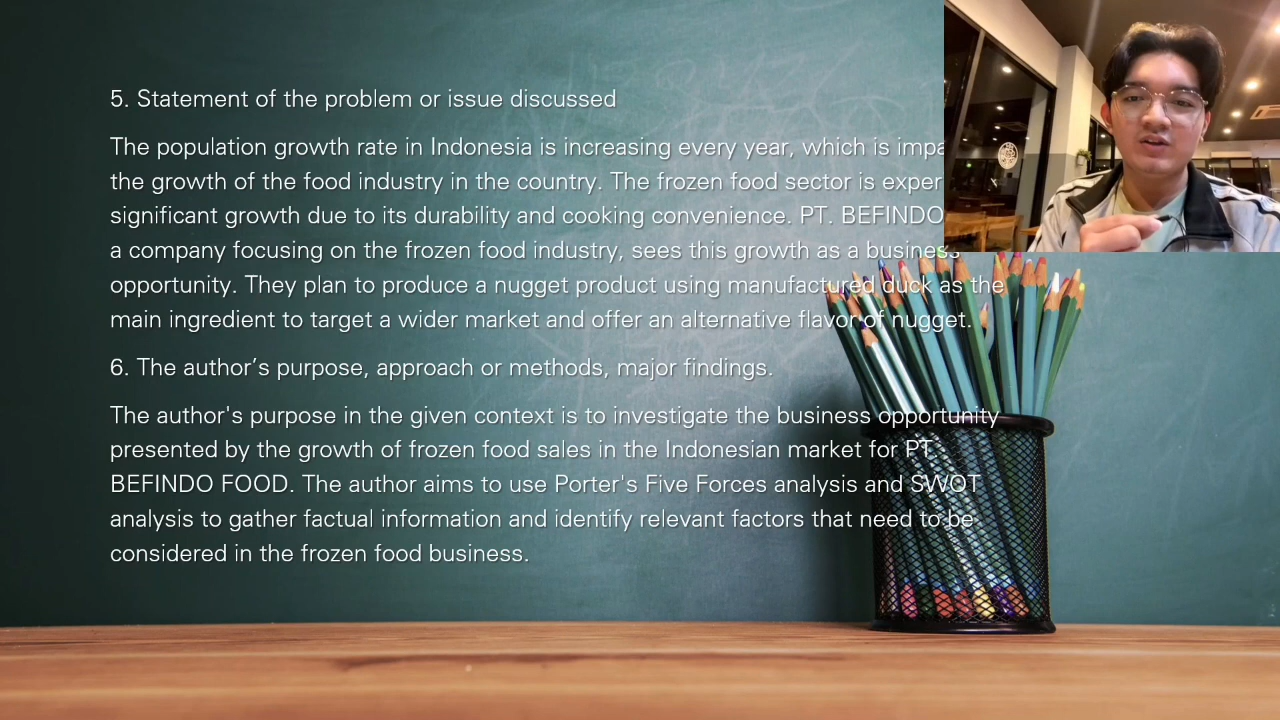 5. Statement of the problem or issue discussed
The population growth rate in Indonesia is increasing every year, which is
the growth of the food industry in the country. The frozen food sector is
significant growth due to its durability and cooking convenience. PT. BEFINDO
a company focusing on the frozen food industry, sees this growth as a business
opportunity. They plan to produce a nugget product using manufactured duck as the
main ingredient to target a wider market and offer an alternative flavor of nugget.
6. The author’s purpose, approach or methods, major findings.
The author's purpose in the given context is to investigate the business opportunity
presented by the growth of frozen food sales in the Indonesian market for PT.
BEFINDO FOOD. The author aims to use Porter's Five Forces analysis and SWOT
analysis to gather factual information and identify relevant factors that need to be
considered in the frozen food business.